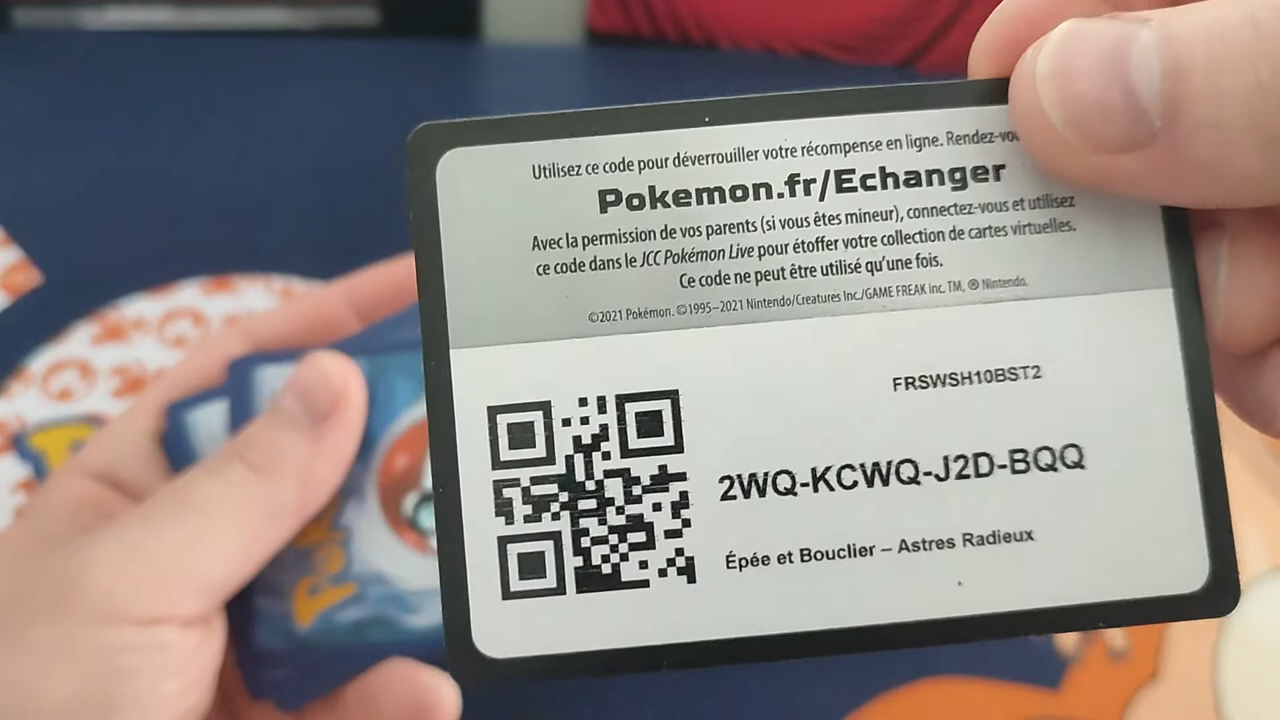 Utilisez ce code pour déverrouiller votre récompense en ligne. Rendez-vou
Pokemon.fr/Echanger
Avec la permission de vos parents (si vous êtes mineur), connectez-vous et utilisez
ce code dans le JCC Pokémon Live pour étoffer votre collection de cartes virtuelles.
Ce code ne peut être utilisé qu’une fois.
©2021 Pokémon. ©1995–2021 Nintendo/Creatures Inc./GAME FREAK inc. TM, ® Nintendo.
FRSWSH10BST2
2WQ-KCWQ-J2D-BQQ
Épée et Bouclier – Astres Radieux